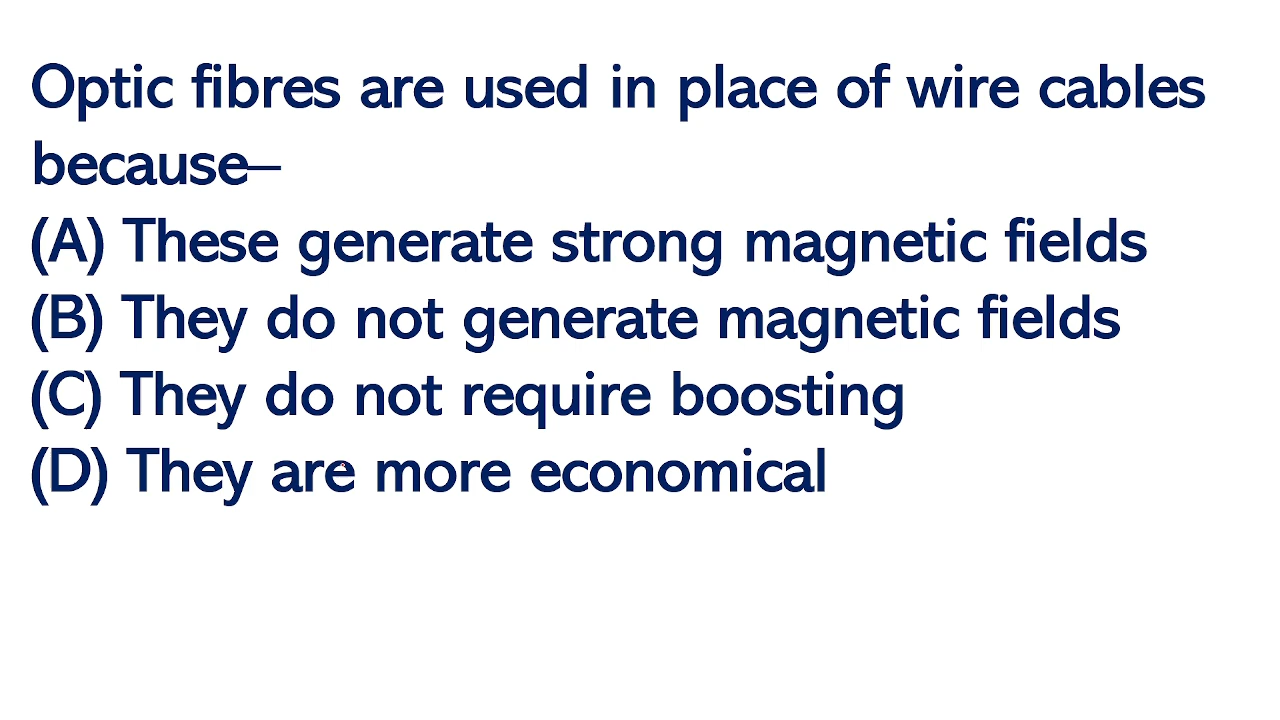 Optic fibres are used in place of wire cables
because—
(A) These generate strong magnetic fields
(B) They do not generate magnetic fields
(C) They do not require boosting
(D) They are more economical